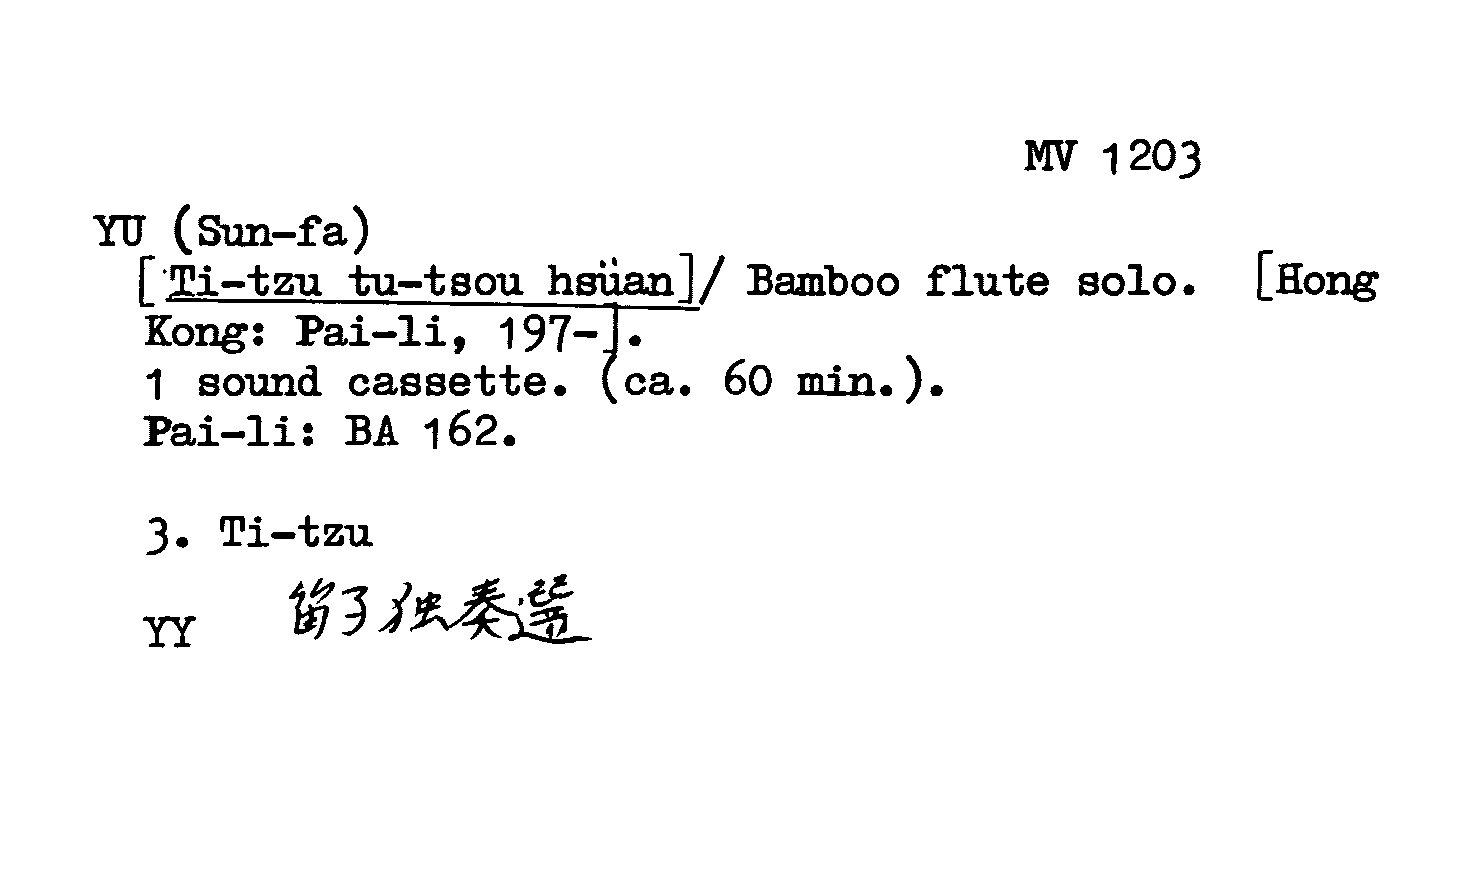 MV 1203
YU (Sun-fa)
[Ti-tzu tu-tsou hsüan]/ Bamboo flute solo. [Hong
Kong: Pai-li, 197-].
1 sound cassette. (ca. 60 min.).
Pai-li: BA 162.
3. Ti-tzu
YY 笛子独奏選